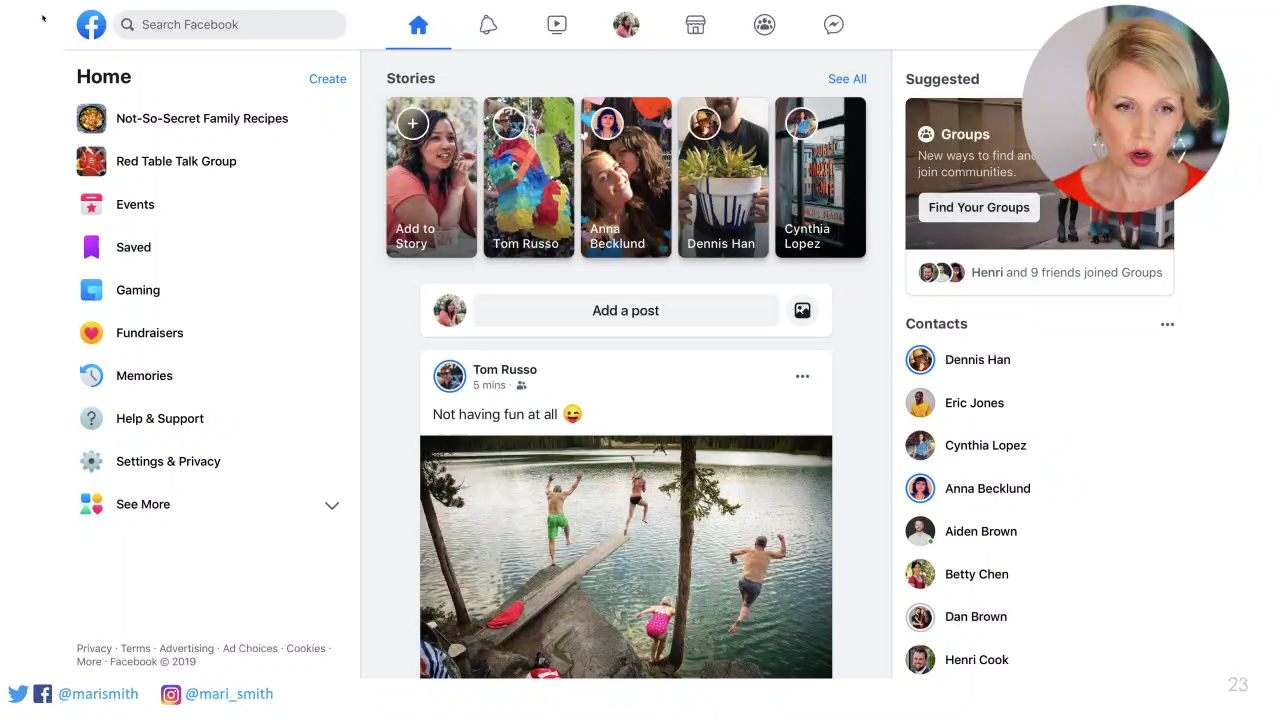 Search Facebook
Home
Create
Not-So-Secret Family Recipes
Red Table Talk Group
Events
Saved
Gaming
Fundraisers
Memories
Help & Support
Settings & Privacy
See More
Privacy · Terms · Advertising · Ad Choices · Cookies ·
More · Facebook © 2019
Stories
See All
Add to
Story
Tom Russo
Anna
Becklund
Dennis Han
Cynthia
Lopez
Add a post
Tom Russo
5 mins ·
Not having fun at all
Suggested
Groups
New ways to find and
join communities.
Find Your Groups
Henri and 9 friends joined Groups
Contacts
Dennis Han
Eric Jones
Cynthia Lopez
Anna Becklund
Aiden Brown
Betty Chen
Dan Brown
Henri Cook
@marismith
@mari_smith
23